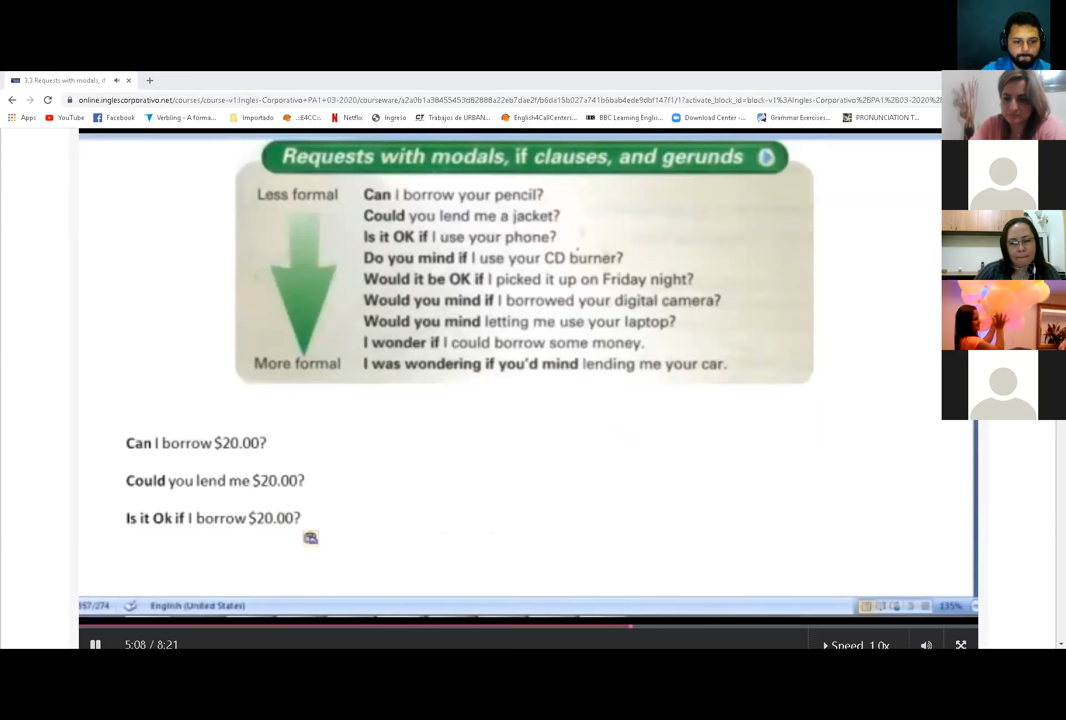 3.3 Requests with modals, if
Apps YouTube Facebook Verbling - A forma... Importado .::E4CC::. Netflix Ingreso Trabajos de URBAN... English4CallCenters... BBC Learning Englis... Download Center -... Grammar Exercises... PRONUNCIATION T...
Requests with modals, if clauses, and gerunds
Less formal
Can I borrow your pencil?
Could you lend me a jacket?
Is it OK if I use your phone?
Do you mind if I use your CD burner?
Would it be OK if I picked it up on Friday night?
Would you mind if I borrowed your digital camera?
Would you mind letting me use your laptop?
I wonder if I could borrow some money.
More formal
I was wondering if you'd mind lending me your car.
Can I borrow $20.00?
Could you lend me $20.00?
Is it Ok if I borrow $20.00?
English (United States) 135%
5:08 / 8:21 Speed 1.0x